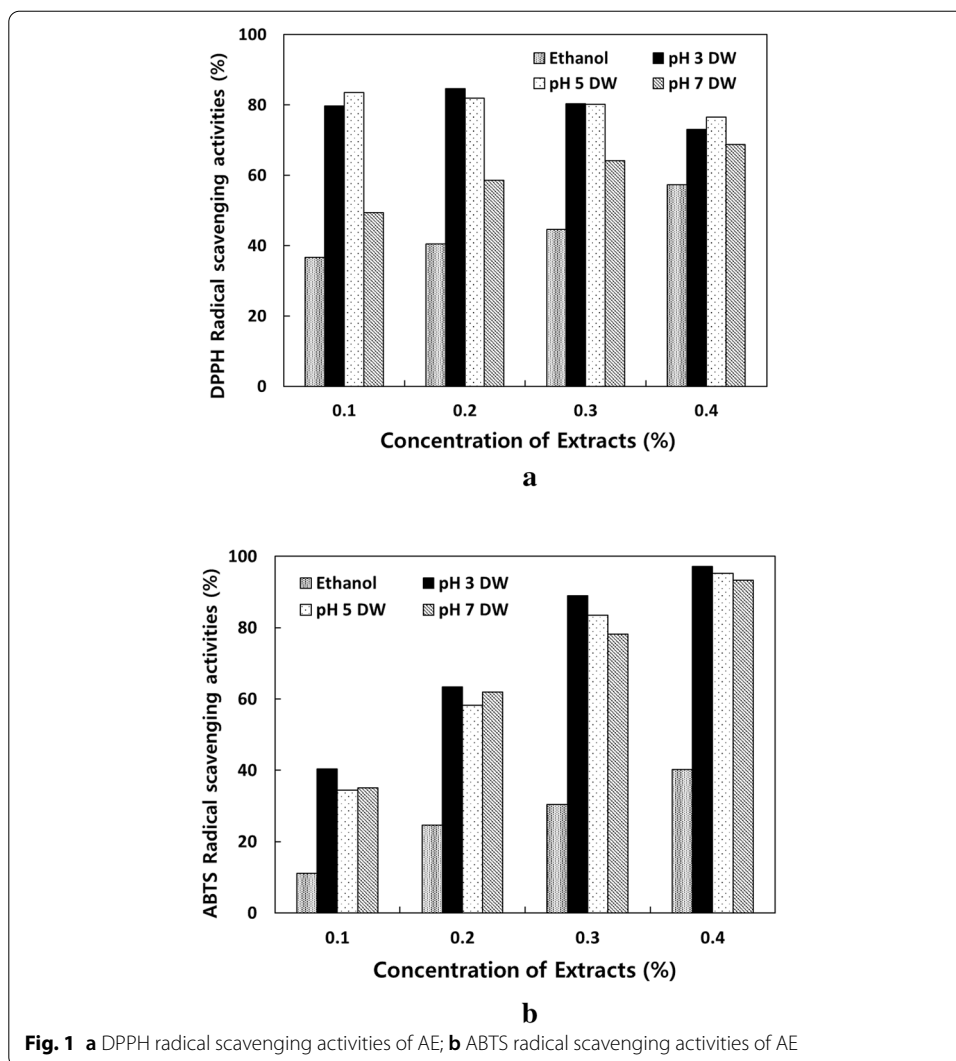 Ethanol pH 3 DW
pH 5 DW pH 7 DW
DPPH Radical scavenging activities (%)
100
80
60
40
20
0
0.1 0.2 0.3 0.4
Concentration of Extracts (%)
a
Ethanol pH 3 DW
pH 5 DW pH 7 DW
ABTS Radical scavenging activities (%)
100
80
60
40
20
0
0.1 0.2 0.3 0.4
Concentration of Extracts (%)
b
Fig. 1 a DPPH radical scavenging activities of AE; b ABTS radical scavenging activities of AE